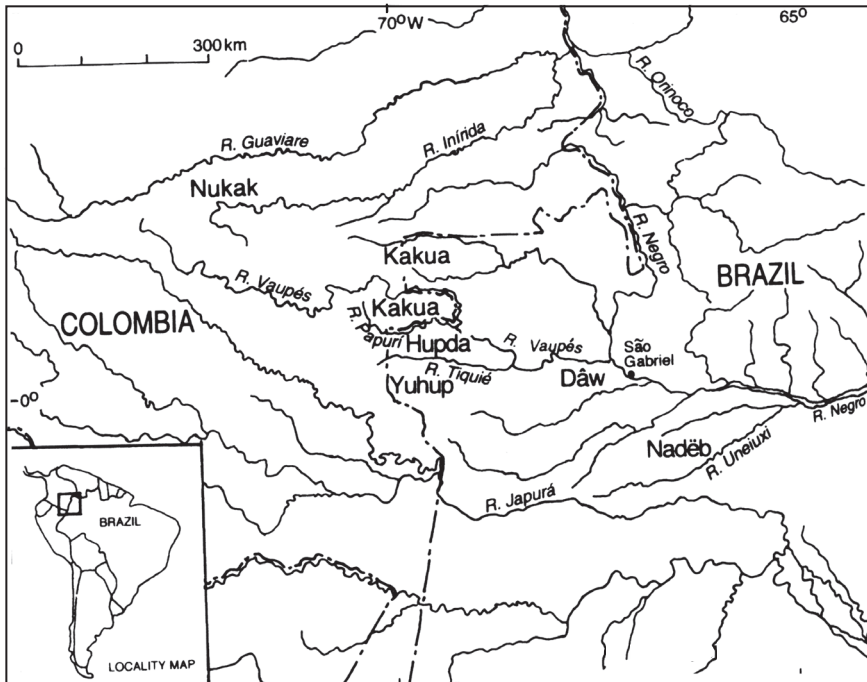 70°W
65°
0
300 km
R. Orinoco
R. Guaviare
R. Inírida
Nukak
R. Negro
Kakua
BRAZIL
R. Vaupés
Kakua
COLOMBIA
R. Papurí
Hupda
R. Vaupés
São
Gabriel
R. Tiquié
Dâw
Yuhup
0°
R. Negro
Nadëb
R. Uneiuxi
R. Japurá
BRAZIL
LOCALITY MAP